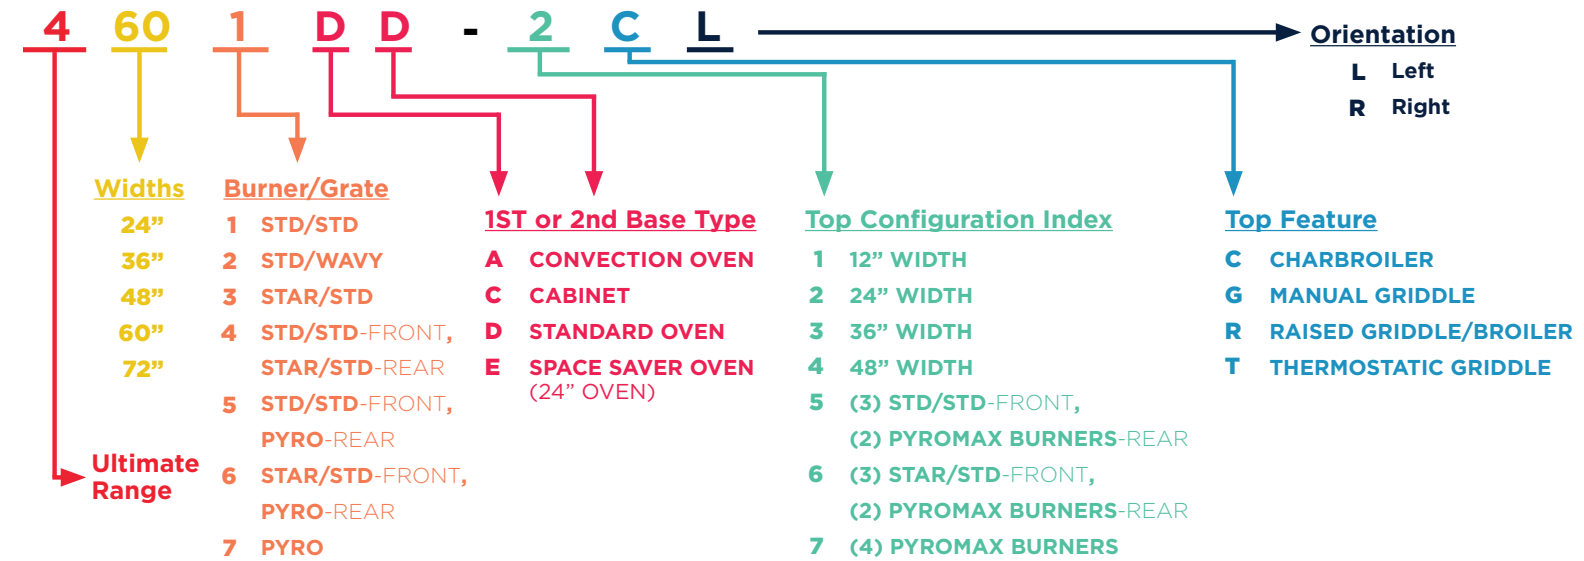 4 60 1 D D - 2 C L
Orientation
L Left
R Right
Widths
24”
36”
48”
60”
72”
Ultimate
Range
Burner/Grate
1 STD/STD
2 STD/WAVY
3 STAR/STD
4 STD/STD-FRONT,
STAR/STD-REAR
5 STD/STD-FRONT,
PYRO-REAR
6 STAR/STD-FRONT,
PYRO-REAR
7 PYRO
1ST or 2nd Base Type
A CONVECTION OVEN
C CABINET
D STANDARD OVEN
E SPACE SAVER OVEN
(24” OVEN)
Top Configuration Index
1 12” WIDTH
2 24” WIDTH
3 36” WIDTH
4 48” WIDTH
5 (3) STD/STD-FRONT,
(2) PYROMAX BURNERS-REAR
6 (3) STAR/STD-FRONT,
(2) PYROMAX BURNERS-REAR
7 (4) PYROMAX BURNERS
Top Feature
C CHARBROILER
G MANUAL GRIDDLE
R RAISED GRIDDLE/BROILER
T THERMOSTATIC GRIDDLE